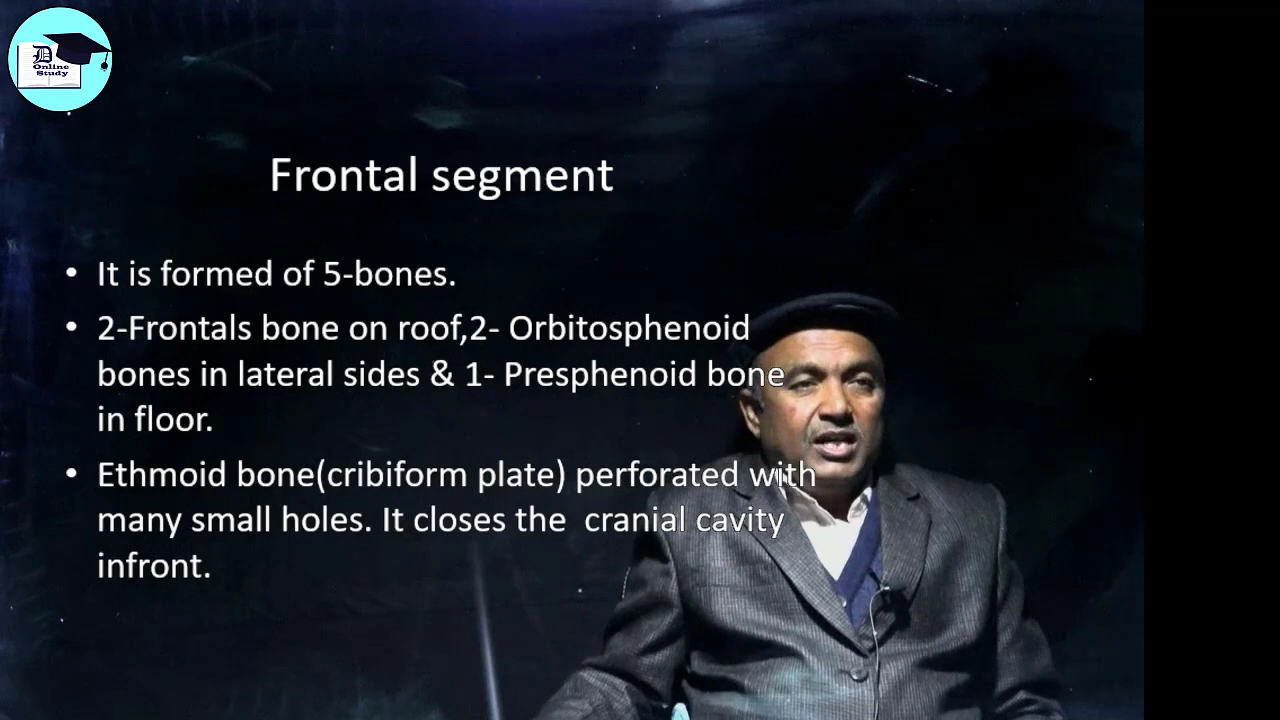 D
Online
Study
Frontal segment
• It is formed of 5-bones.
• 2-Frontals bone on roof,2- Orbitosphenoid
bones in lateral sides & 1- Presphenoid bone
in floor.
• Ethmoid bone(cribiform plate) perforated with
many small holes. It closes the  cranial cavity
infront.